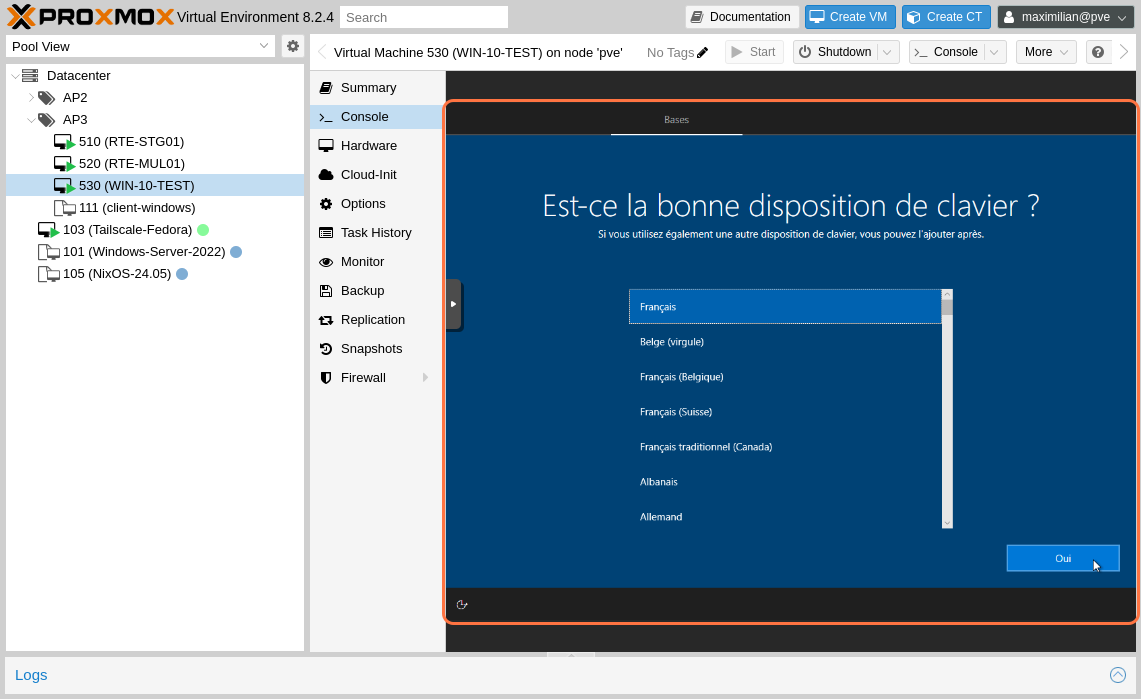 PROXMOX Virtual Environment 8.2.4 Search Documentation Create VM Create CT maximilian@pve
Pool View
Virtual Machine 530 (WIN-10-TEST) on node 'pve' No Tags Start Shutdown Console More
Datacenter
AP2
AP3
510 (RTE-STG01)
520 (RTE-MUL01)
530 (WIN-10-TEST)
111 (client-windows)
103 (Tailscale-Fedora)
101 (Windows-Server-2022)
105 (NixOS-24.05)
Summary
Console
Hardware
Cloud-Init
Options
Task History
Monitor
Backup
Replication
Snapshots
Firewall
Bases
Est-ce la bonne disposition de clavier ?
Si vous utilisez également une autre disposition de clavier, vous pouvez l'ajouter après.
Français
Belge (virgule)
Français (Belgique)
Français (Suisse)
Français traditionnel (Canada)
Albanais
Allemand
Oui
Logs